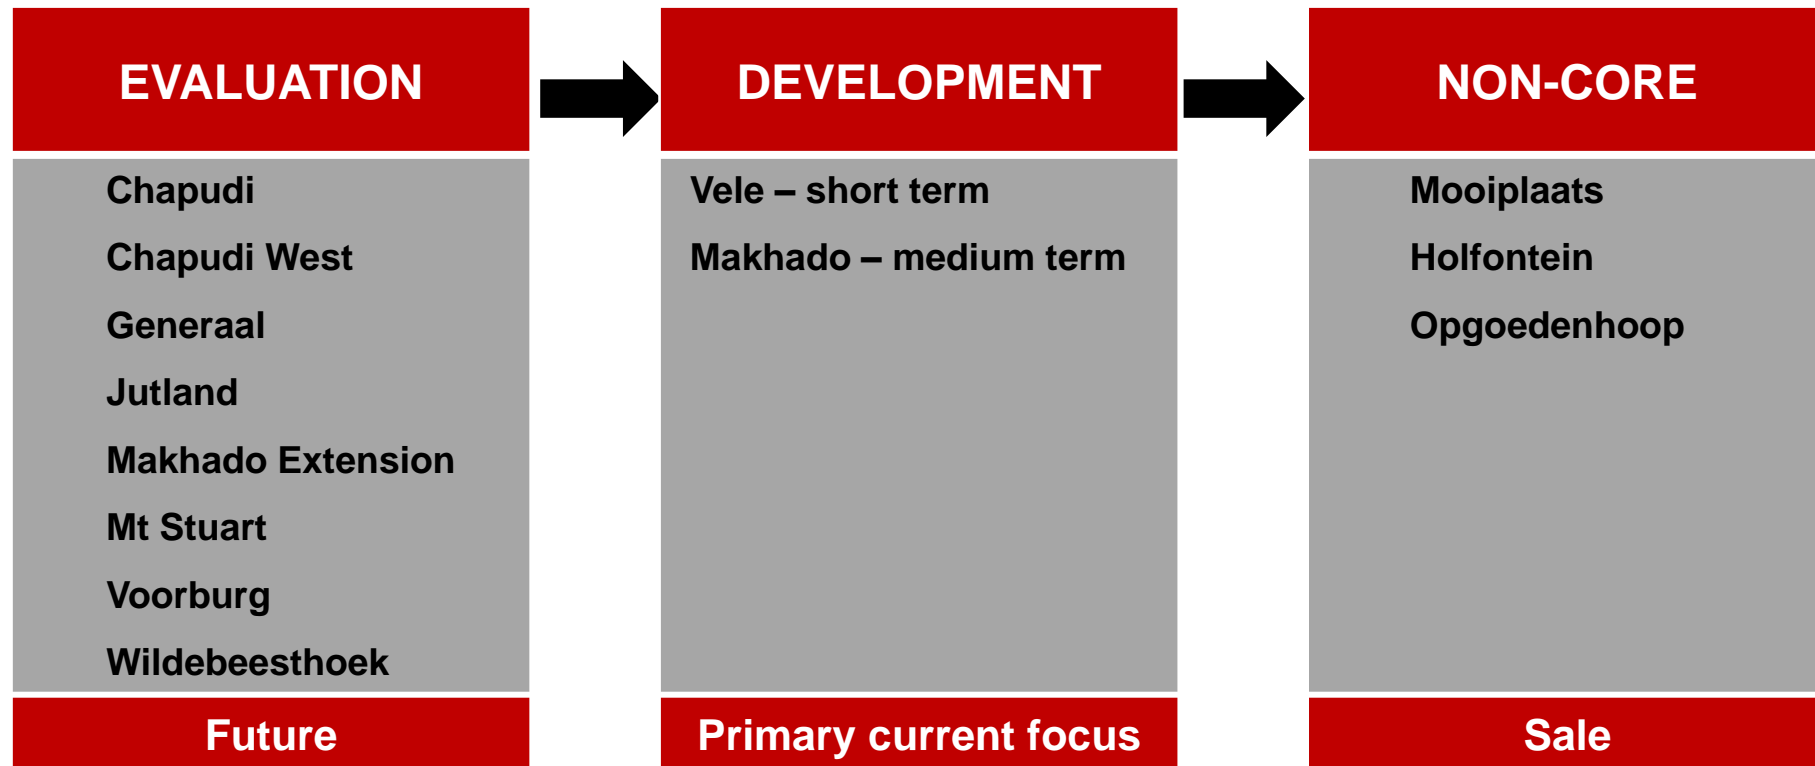 EVALUATION
Chapudi
Chapudi West
Generaal
Jutland
Makhado Extension
Mt Stuart
Voorburg
Wildebeesthoek
Future
DEVELOPMENT
Vele – short term
Makhado – medium term
Primary current focus
NON-CORE
Mooiplaats
Holfontein
Opgoedenhoop
Sale